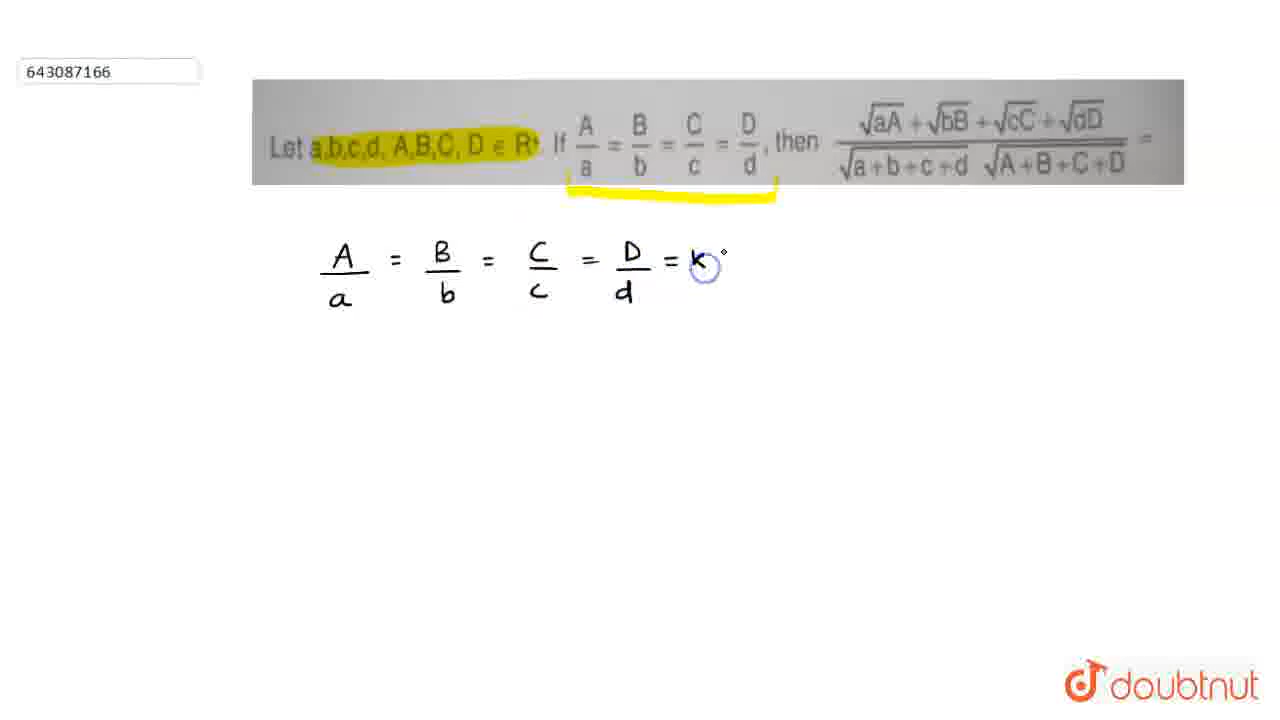 643087166
Let a,b,c,d, A,B,C, D ∈ R⁺. If A/a = B/b = C/c = D/d, then (√aA + √bB + √cC + √dD)/(√a+b+c+d √A+B+C+D) =
A/a = B/b = C/c = D/d = K
doubtnut